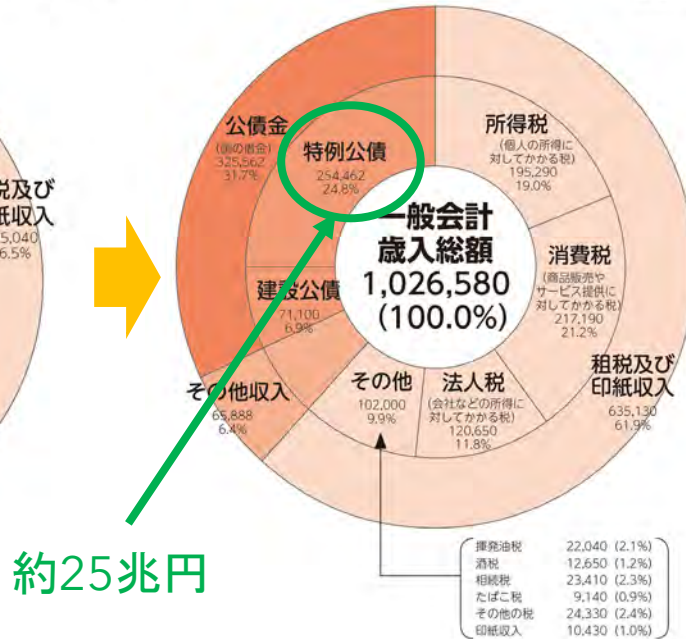 税及び
紙収入
5,040
6.5%
公債金
(国の借金)
325,562
31.7%
特例公債
254,462
24.8%
建設公債
71,100
6.9%
その他収入
65,888
6.4%
一般会計
歳入総額
1,026,580
(100.0%)
所得税
(個人の所得に
対してかかる税)
195,290
19.0%
消費税
(商品販売や
サービス提供に
対してかかる税)
217,190
21.2%
租税及び
印紙収入
635,130
61.9%
法人税
(会社などの所得に
対してかかる税)
120,650
11.8%
その他
102,000
9.9%
揮発油税 22,040 (2.1%)
酒税 12,650 (1.2%)
相続税 23,410 (2.3%)
たばこ税 9,140 (0.9%)
その他の税 24,330 (2.4%)
印紙収入 10,430 (1.0%)
約25兆円